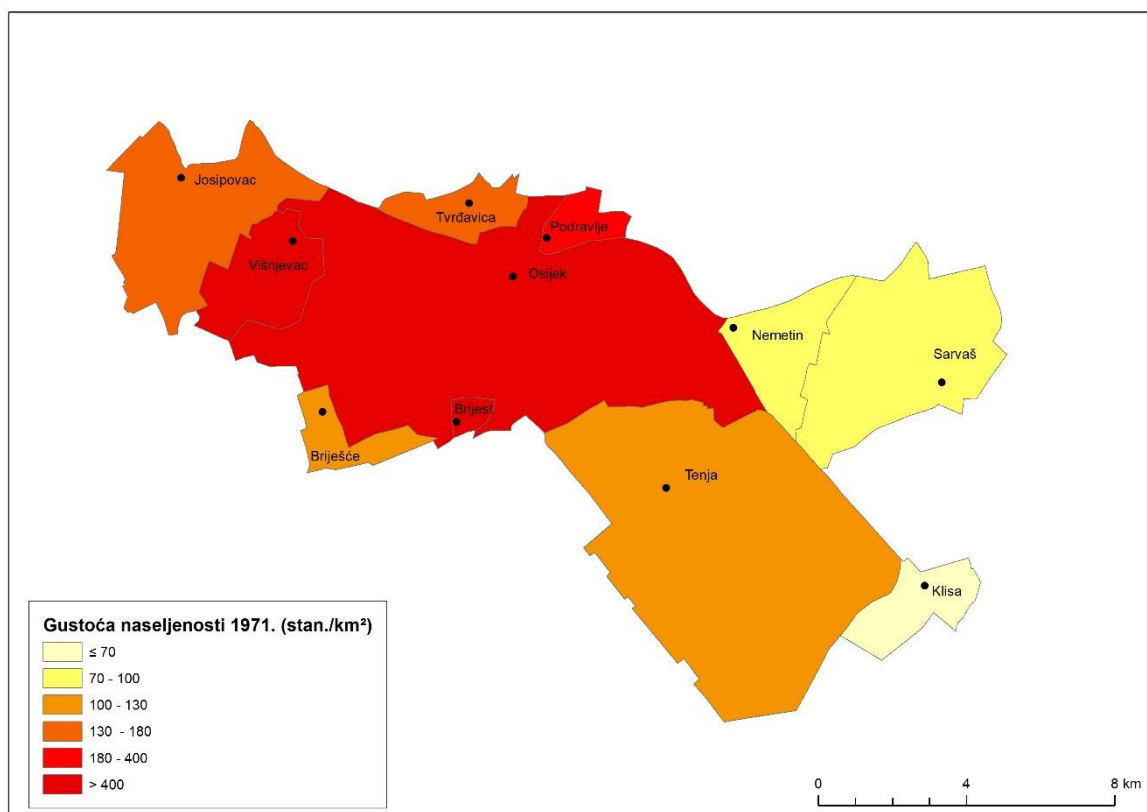 Josipovac
Tvrđavica
Podravlje
Višnjevac
Osijek
Nemetin
Sarvaš
Brijest
Briješće
Tenja
Klisa
Gustoća naseljenosti 1971. (stan./km²)
≤ 70
70 - 100
100 - 130
130 - 180
180 - 400
> 400
0 4 8 km